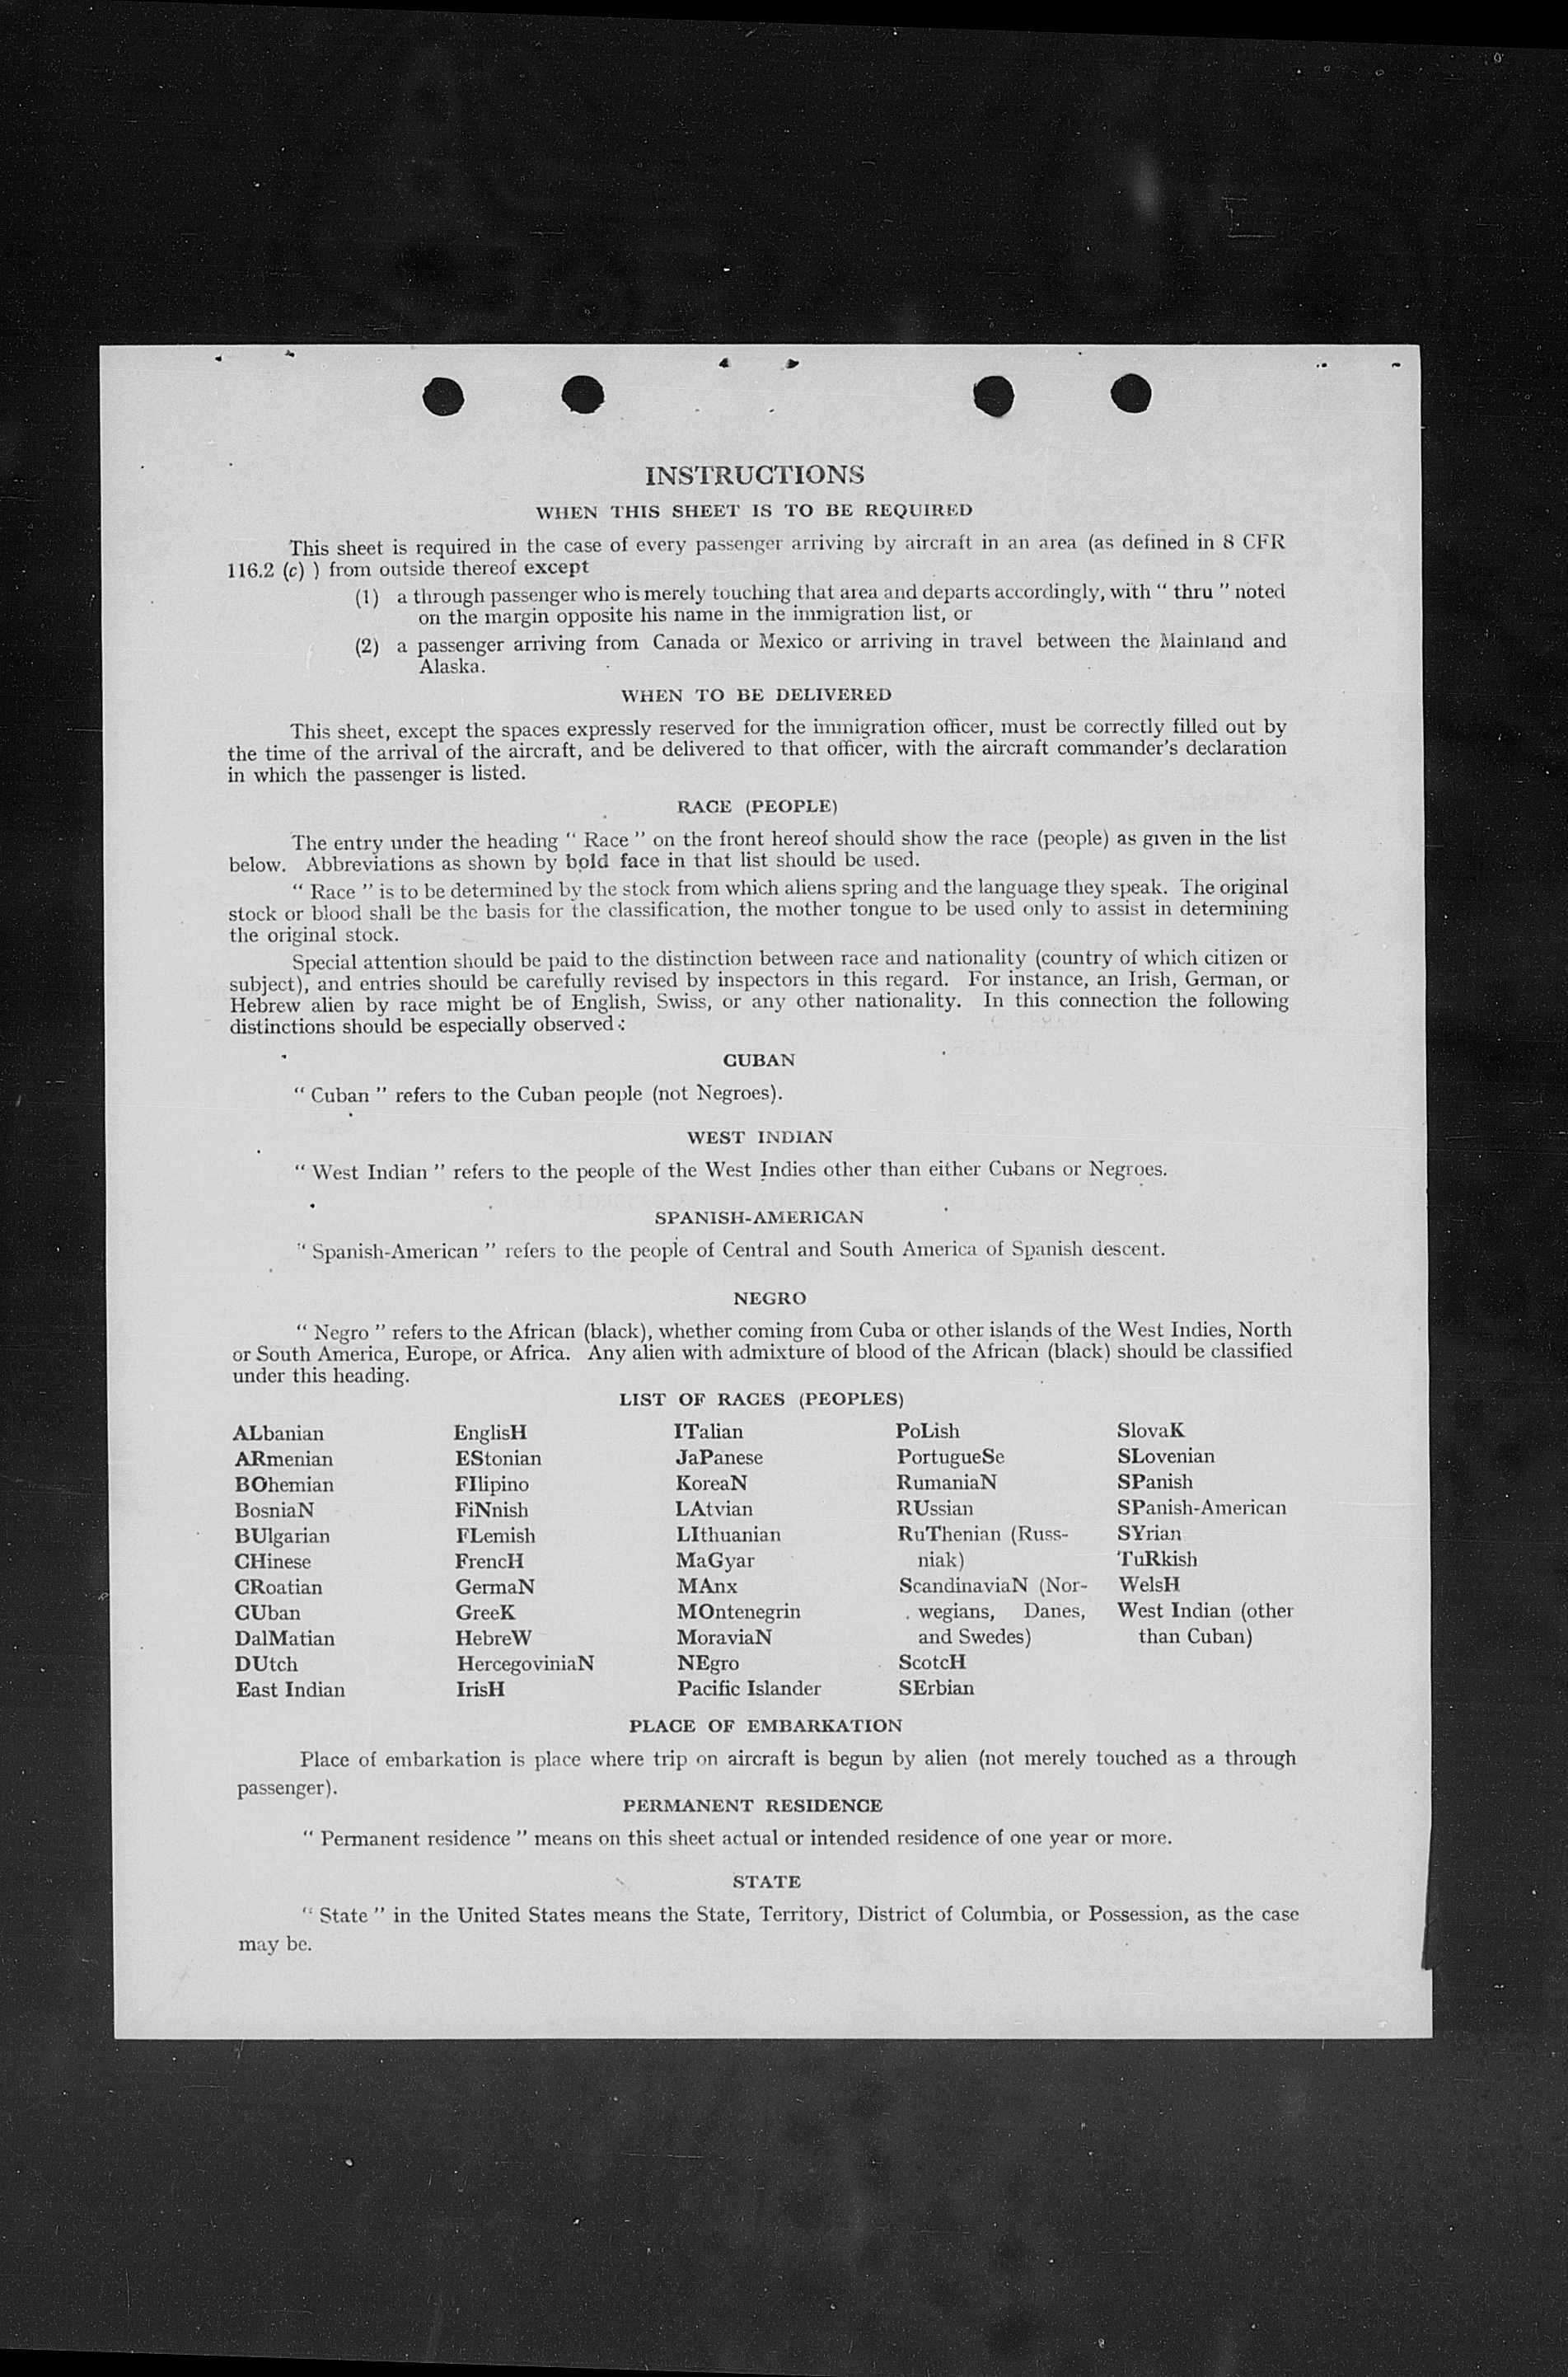 INSTRUCTIONS
WHEN THIS SHEET IS TO BE REQUIRED
This sheet is required in the case of every passenger arriving by aircraft in an area (as defined in 8 CFR
116.2 (c) ) from outside thereof except
(1) a through passenger who is merely touching that area and departs accordingly, with " thru " noted
on the margin opposite his name in the immigration list, or
(2) a passenger arriving from Canada or Mexico or arriving in travel between the Mainland and
Alaska.
WHEN TO BE DELIVERED
This sheet, except the spaces expressly reserved for the immigration officer, must be correctly filled out by
the time of the arrival of the aircraft, and be delivered to that officer, with the aircraft commander's declaration
in which the passenger is listed.
RACE (PEOPLE)
The entry under the heading " Race " on the front hereof should show the race (people) as given in the list
below. Abbreviations as shown by bold face in that list should be used.
" Race " is to be determined by the stock from which aliens spring and the language they speak. The original
stock or blood shall be the basis for the classification, the mother tongue to be used only to assist in determining
the original stock.
Special attention should be paid to the distinction between race and nationality (country of which citizen or
subject), and entries should be carefully revised by inspectors in this regard. For instance, an Irish, German, or
Hebrew alien by race might be of English, Swiss, or any other nationality. In this connection the following
distinctions should be especially observed :
CUBAN
" Cuban " refers to the Cuban people (not Negroes).
WEST INDIAN
" West Indian " refers to the people of the West Indies other than either Cubans or Negroes.
SPANISH-AMERICAN
" Spanish-American " refers to the people of Central and South America of Spanish descent.
NEGRO
" Negro " refers to the African (black), whether coming from Cuba or other islands of the West Indies, North
or South America, Europe, or Africa. Any alien with admixture of blood of the African (black) should be classified
under this heading.
LIST OF RACES (PEOPLES)
ALbanian
ARmenian
BOhemian
BosniaN
BUlgarian
CHinese
CRoatian
CUban
DalMatian
DUtch
East Indian
EnglisH
EStonian
FIlipino
FiNnish
FLemish
FrencH
GermaN
GreeK
HebreW
HercegoviniaN
IrisH
ITalian
JaPanese
KoreaN
LAtvian
LIthuanian
MaGyar
MAnx
MOntenegrin
MoraviaN
NEgro
Pacific Islander
PoLish
PortugueSe
RumaniaN
RUssian
RuThenian (Russ-
niak)
ScandinaviaN (Nor-
wegians, Danes,
and Swedes)
ScotcH
SErbian
SlovaK
SLovenian
SPanish
SPanish-American
SYrian
TuRkish
WelsH
West Indian (other
than Cuban)
PLACE OF EMBARKATION
Place of embarkation is place where trip on aircraft is begun by alien (not merely touched as a through
passenger).
PERMANENT RESIDENCE
" Permanent residence " means on this sheet actual or intended residence of one year or more.
STATE
" State " in the United States means the State, Territory, District of Columbia, or Possession, as the case
may be.